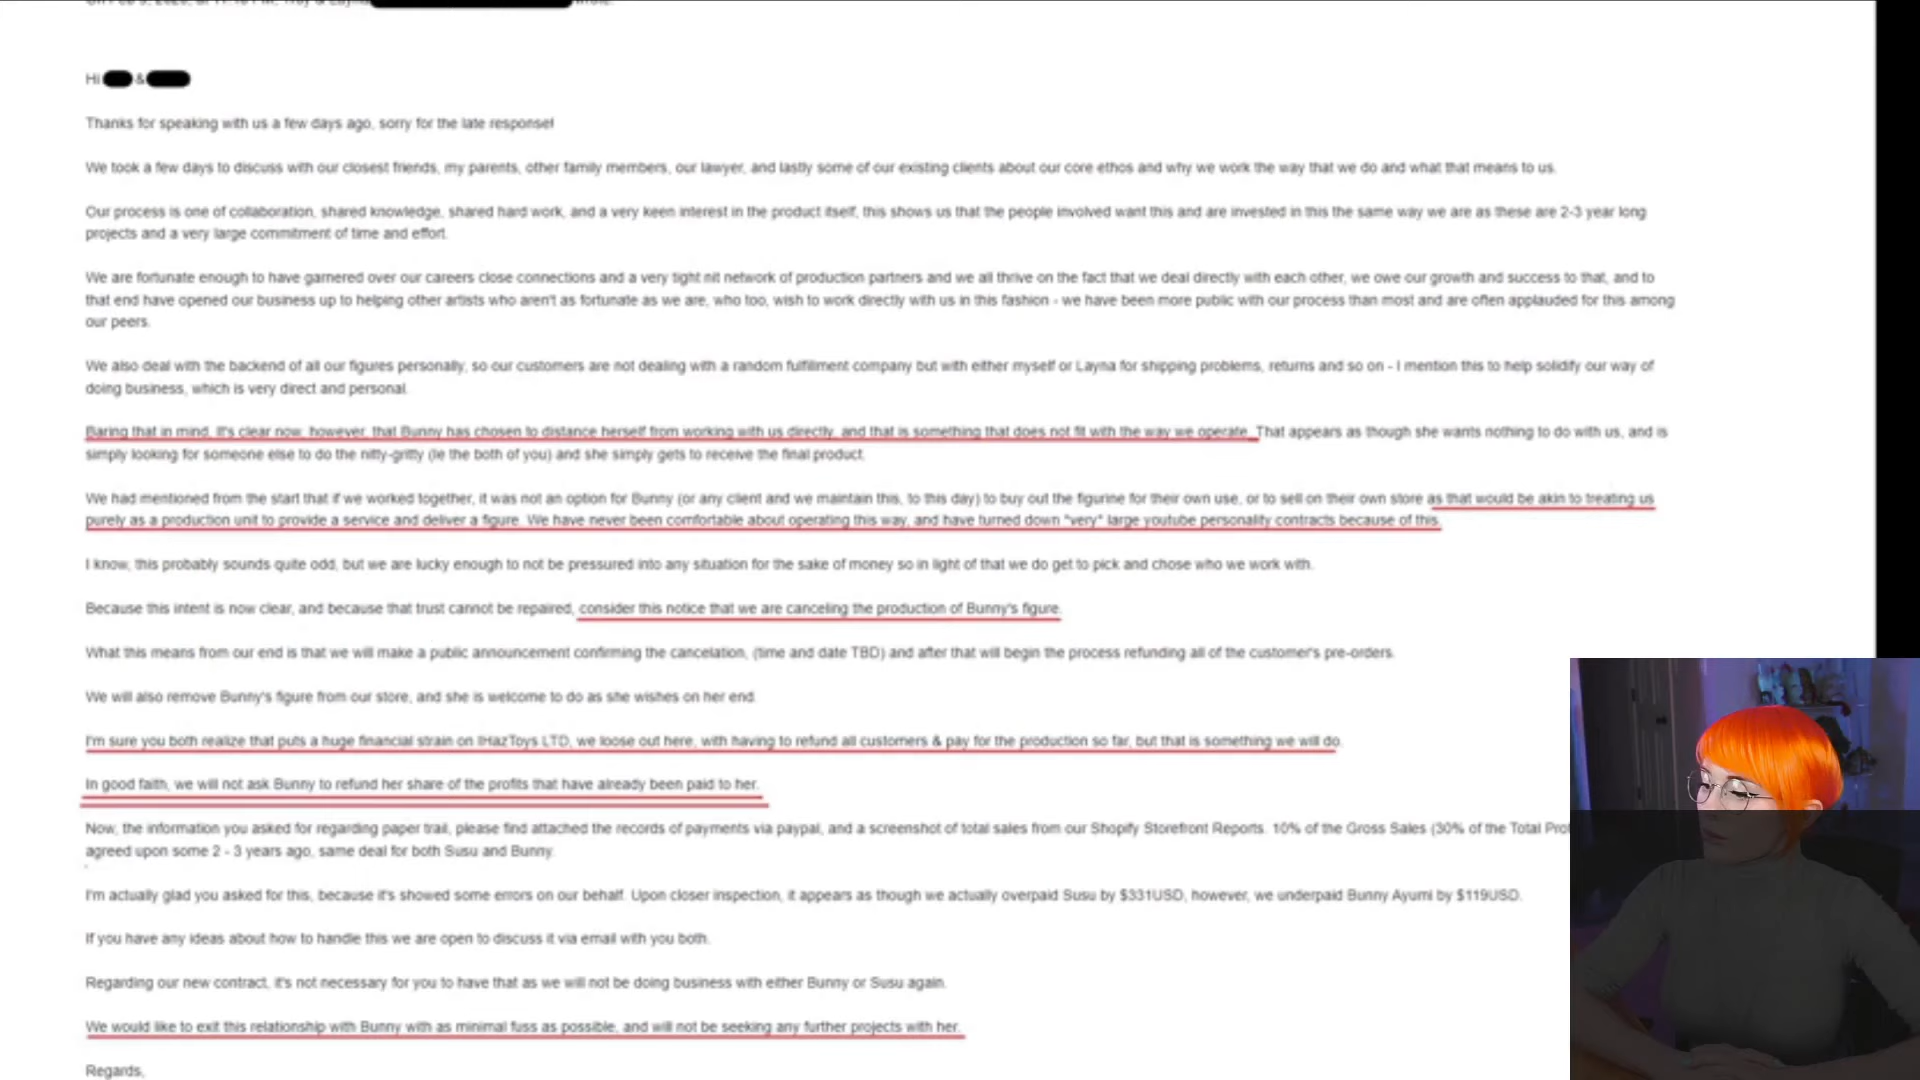 Hi & 
Thanks for speaking with us a few days ago, sorry for the late response!
We took a few days to discuss with our closest friends, my parents, other family members, our lawyer, and lastly some of our existing clients about our core ethos and why we work the way that we do and what that means to us.
Our process is one of collaboration, shared knowledge, shared hard work, and a very keen interest in the product itself, this shows us that the people involved want this and are invested in this the same way we are as these are 2-3 year long
projects and a very large commitment of time and effort.
We are fortunate enough to have garnered over our careers close connections and a very tight nit network of production partners and we all thrive on the fact that we deal directly with each other, we owe our growth and success to that, and to
that end have opened our business up to helping other artists who aren't as fortunate as we are, who too, wish to work directly with us in this fashion - we have been more public with our process than most and are often applauded for this among
our peers.
We also deal with the backend of all our figures personally, so our customers are not dealing with a random fulfillment company but with either myself or Layna for shipping problems, returns and so on - I mention this to help solidify our way of
doing business, which is very direct and personal.
Baring that in mind, It's clear now, however, that Bunny has chosen to distance herself from working with us directly, and that is something that does not fit with the way we operate. That appears as though she wants nothing to do with us, and is
simply looking for someone else to do the nitty-gritty (ie the both of you) and she simply gets to receive the final product.
We had mentioned from the start that if we worked together, it was not an option for Bunny (or any client and we maintain this, to this day) to buy out the figurine for their own use, or to sell on their own store as that would be akin to treating us
purely as a production unit to provide a service and deliver a figure. We have never been comfortable about operating this way, and have turned down "very" large youtube personality contracts because of this.
I know, this probably sounds quite odd, but we are lucky enough to not be pressured into any situation for the sake of money so in light of that we do get to pick and chose who we work with.
Because this intent is now clear, and because that trust cannot be repaired, consider this notice that we are canceling the production of Bunny's figure.
What this means from our end is that we will make a public announcement confirming the cancelation, (time and date TBD) and after that will begin the process refunding all of the customer's pre-orders.
We will also remove Bunny's figure from our store, and she is welcome to do as she wishes on her end.
I'm sure you both realize that puts a huge financial strain on IHazToys LTD, we loose out here, with having to refund all customers & pay for the production so far, but that is something we will do.
In good faith, we will not ask Bunny to refund her share of the profits that have already been paid to her.
Now, the information you asked for regarding paper trail, please find attached the records of payments via paypal, and a screenshot of total sales from our Shopify Storefront Reports. 10% of the Gross Sales (30% of the Total
agreed upon some 2 - 3 years ago, same deal for both Susu and Bunny.
I'm actually glad you asked for this, because it's showed some errors on our behalf. Upon closer inspection, it appears as though we actually overpaid Susu by $331USD, however, we underpaid Bunny Ayumi by $119USD.
If you have any ideas about how to handle this we are open to discuss it via email with you both.
Regarding our new contract, it's not necessary for you to have that as we will not be doing business with either Bunny or Susu again.
We would like to exit this relationship with Bunny with as minimal fuss as possible, and will not be seeking any further projects with her.
Regards,